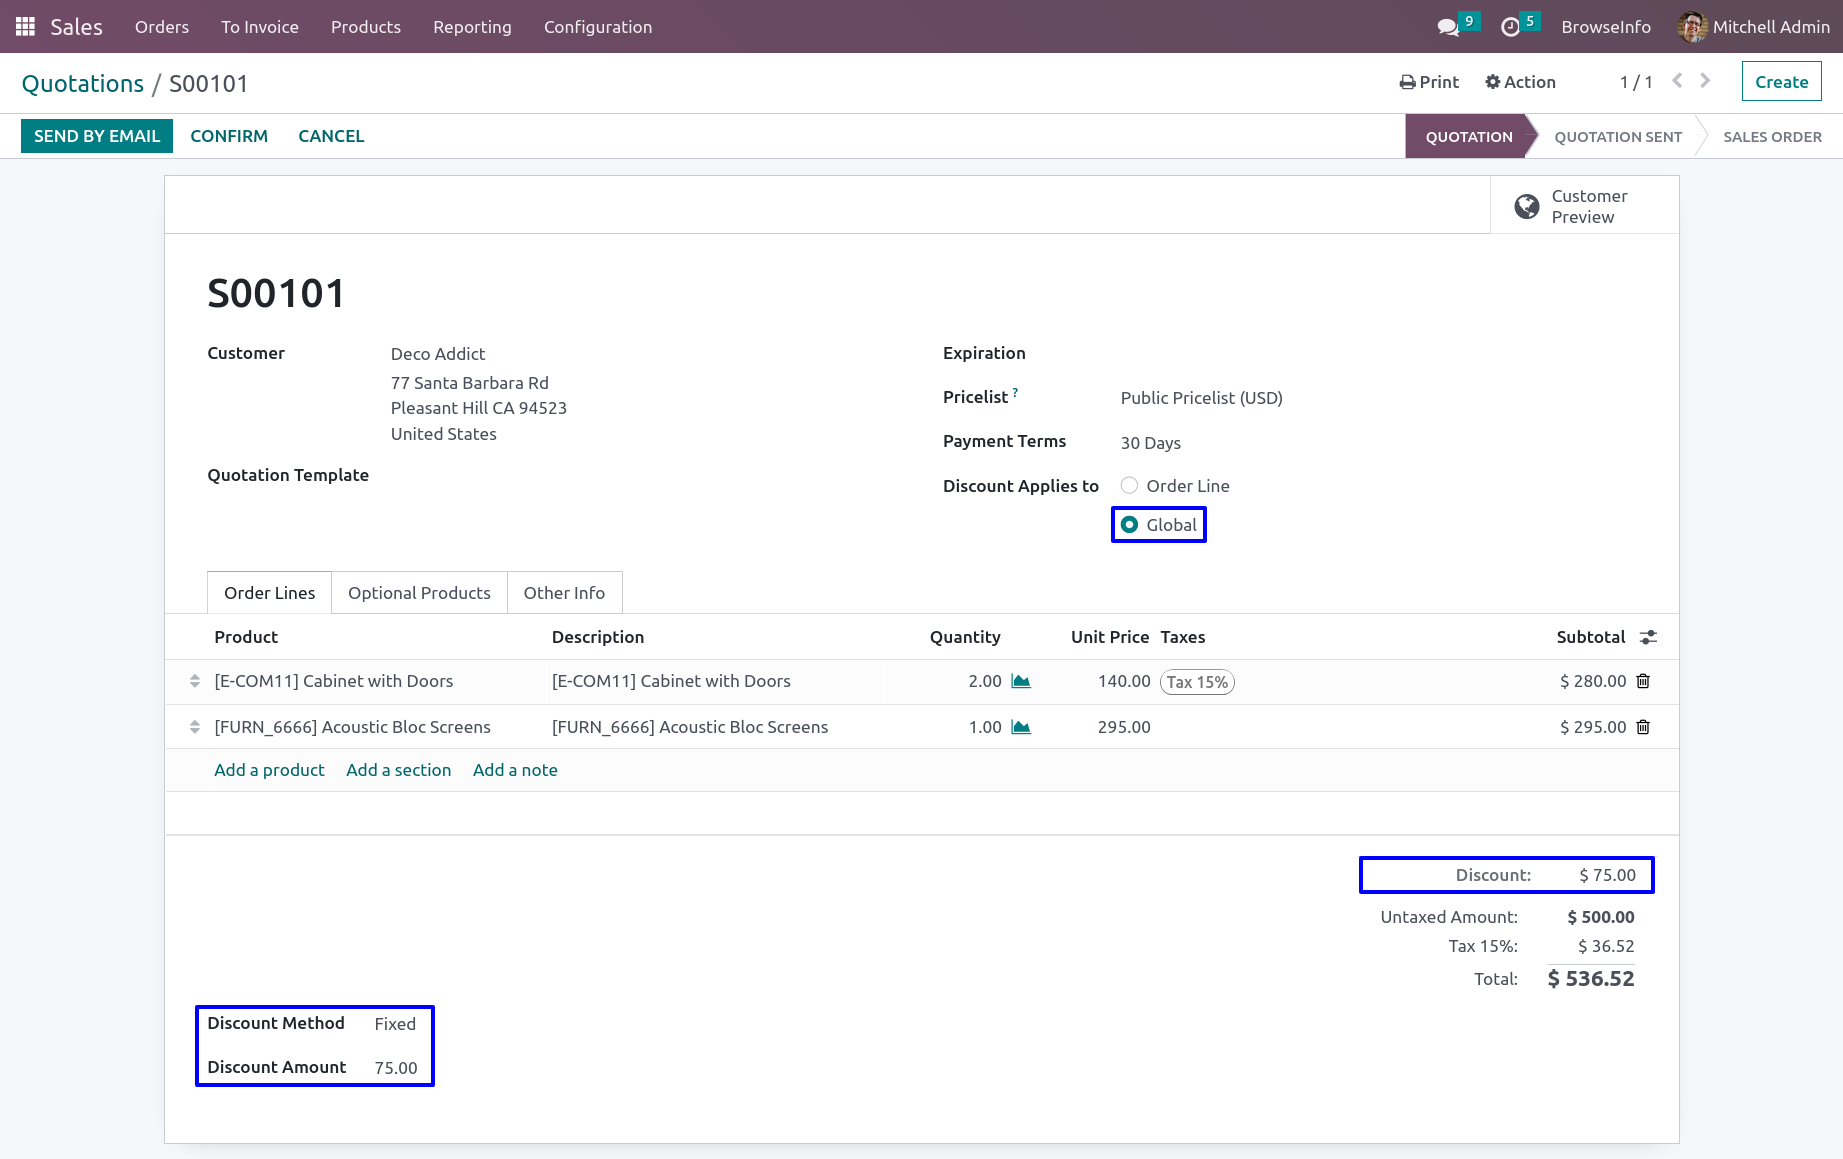 Sales Orders To Invoice Products Reporting Configuration 9 5 BrowseInfo Mitchell Admin
Quotations / S00101 Print Action 1 / 1 Create
SEND BY EMAIL CONFIRM CANCEL QUOTATION QUOTATION SENT SALES ORDER
Customer
Preview
S00101
Customer Deco Addict
77 Santa Barbara Rd
Pleasant Hill CA 94523
United States
Quotation Template
Expiration
Pricelist ? Public Pricelist (USD)
Payment Terms 30 Days
Discount Applies to Order Line
Global
Order Lines Optional Products Other Info
Product Description Quantity Unit Price Taxes Subtotal
[E-COM11] Cabinet with Doors [E-COM11] Cabinet with Doors 2.00 140.00 Tax 15% $ 280.00
[FURN_6666] Acoustic Bloc Screens [FURN_6666] Acoustic Bloc Screens 1.00 295.00 $ 295.00
Add a product Add a section Add a note
Discount: $ 75.00
Untaxed Amount: $ 500.00
Tax 15%: $ 36.52
Total: $ 536.52
Discount Method Fixed
Discount Amount 75.00